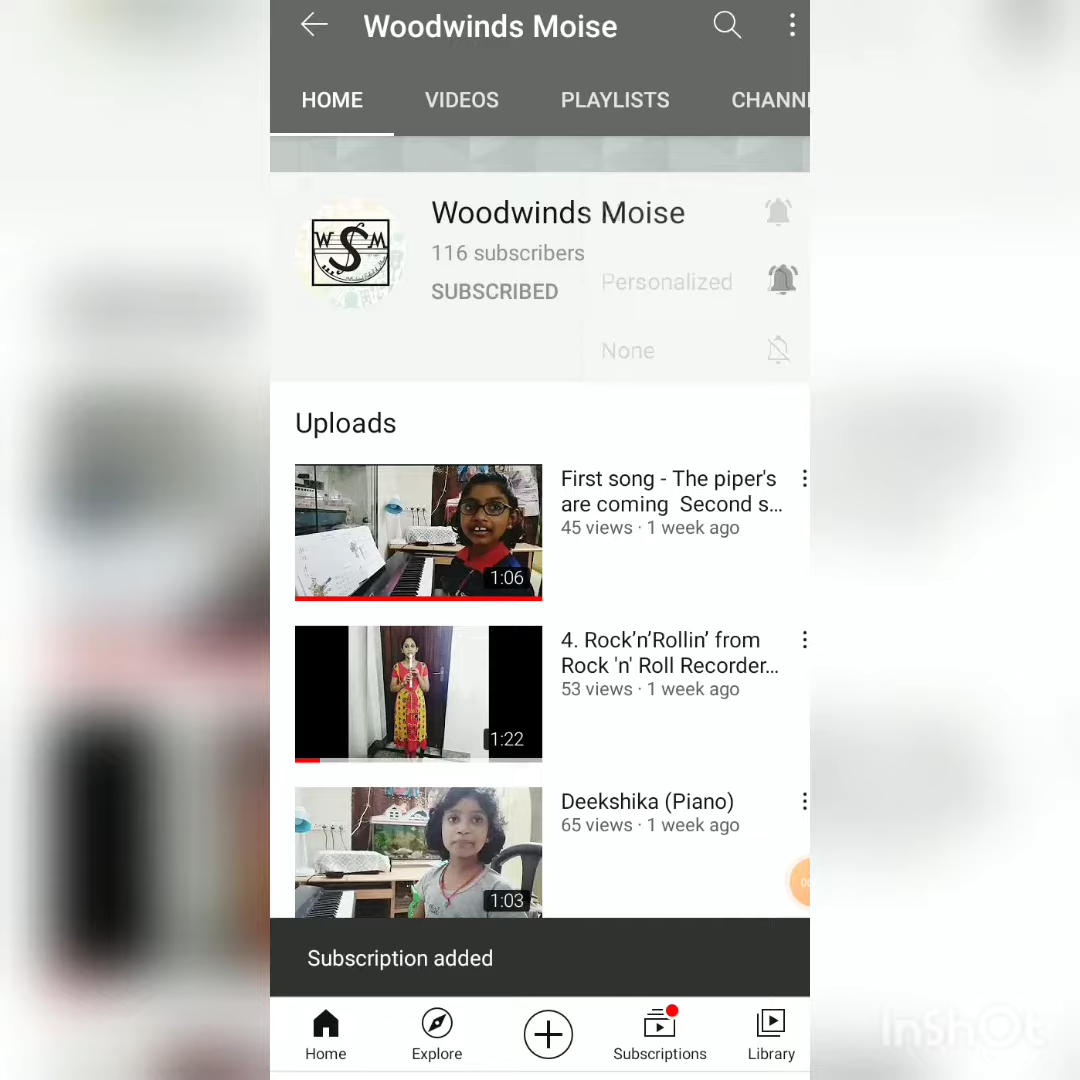 Woodwinds Moise
HOME VIDEOS PLAYLISTS CHANN
Woodwinds Moise
116 subscribers
SUBSCRIBED
Personalized
None
W S M
Uploads
First song - The piper's
are coming Second s...
45 views · 1 week ago
1:06
4. Rock’n’Rollin’ from
Rock 'n' Roll Recorder...
53 views · 1 week ago
1:22
Deekshika (Piano)
65 views · 1 week ago
1:03
Subscription added
Home Explore Subscriptions Library
InShOt